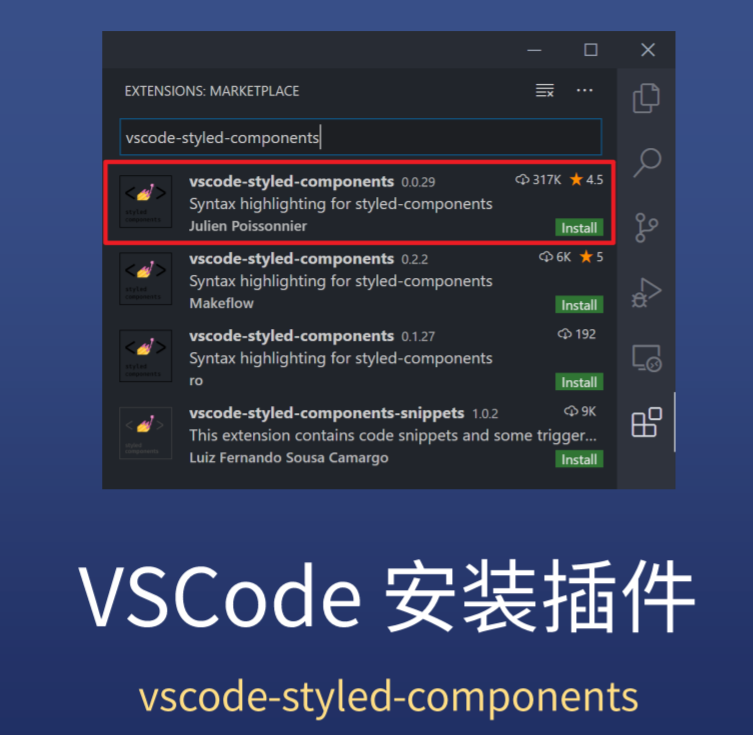 EXTENSIONS: MARKETPLACE
vscode-styled-components
vscode-styled-components 0.0.29 317K 4.5
Syntax highlighting for styled-components
Julien Poissonnier Install
vscode-styled-components 0.2.2 6K 5
Syntax highlighting for styled-components
Makeflow Install
vscode-styled-components 0.1.27 192
Syntax highlighting for styled-components
ro Install
vscode-styled-components-snippets 1.0.2 9K
This extension contains code snippets and some trigger...
Luiz Fernando Sousa Camargo Install
VSCode 安装插件
vscode-styled-components